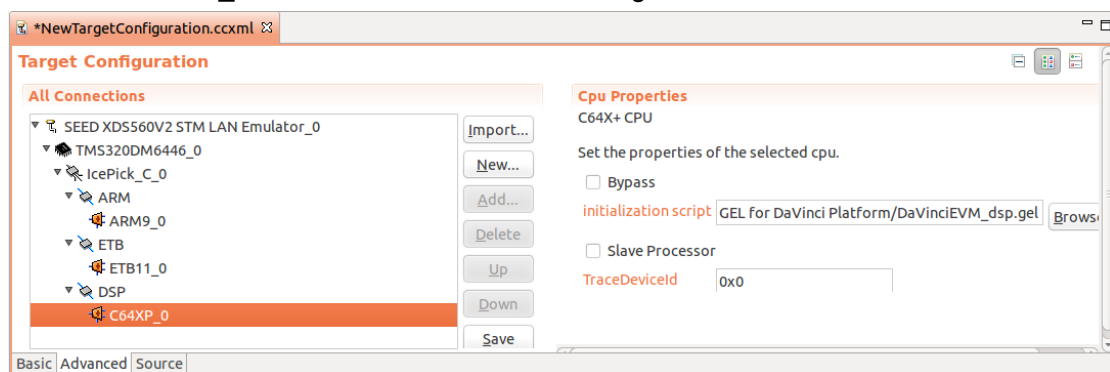 *NewTargetConfiguration.ccxml
Target Configuration
All Connections
SEED XDS560V2 STM LAN Emulator_0
TMS320DM6446_0
IcePick_C_0
ARM
ARM9_0
ETB
ETB11_0
DSP
C64XP_0
Import...
New...
Add...
Delete
Up
Down
Save
Cpu Properties
C64X+ CPU
Set the properties of the selected cpu.
Bypass
initialization script GEL for DaVinci Platform/DaVinciEVM_dsp.gel Brows
Slave Processor
TraceDeviceId 0x0
Basic Advanced Source